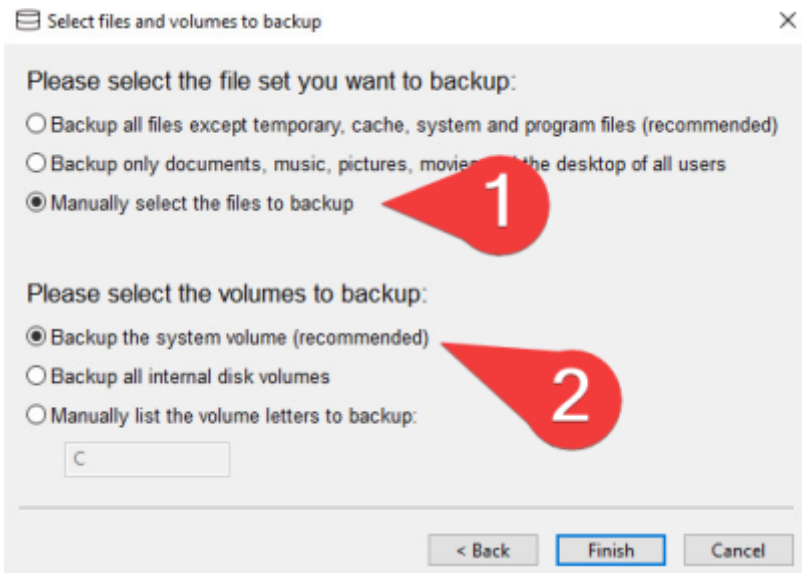 Select files and volumes to backup
Please select the file set you want to backup:
Backup all files except temporary, cache, system and program files (recommended)
Backup only documents, music, pictures, movies the desktop of all users
Manually select the files to backup
1
Please select the volumes to backup:
Backup the system volume (recommended)
Backup all internal disk volumes
2
Manually list the volume letters to backup:
C
< Back Finish Cancel